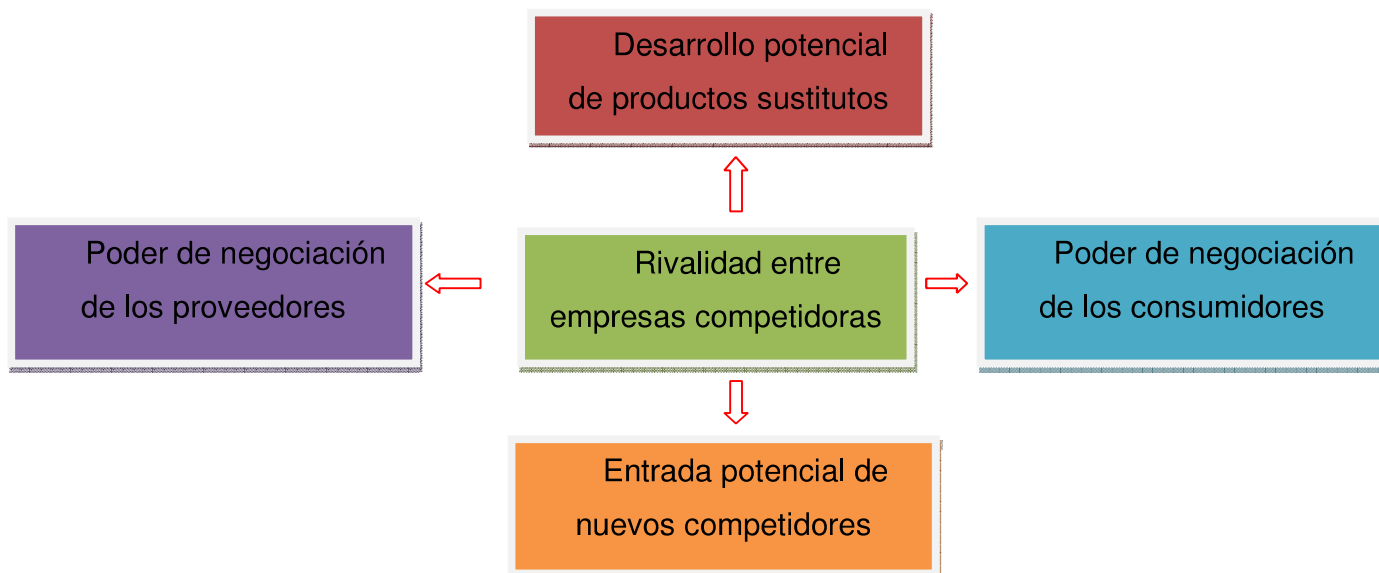 Desarrollo potencial
de productos sustitutos
Poder de negociación
de los proveedores
Rivalidad entre
empresas competidoras
Poder de negociación
de los consumidores
Entrada potencial de
nuevos competidores